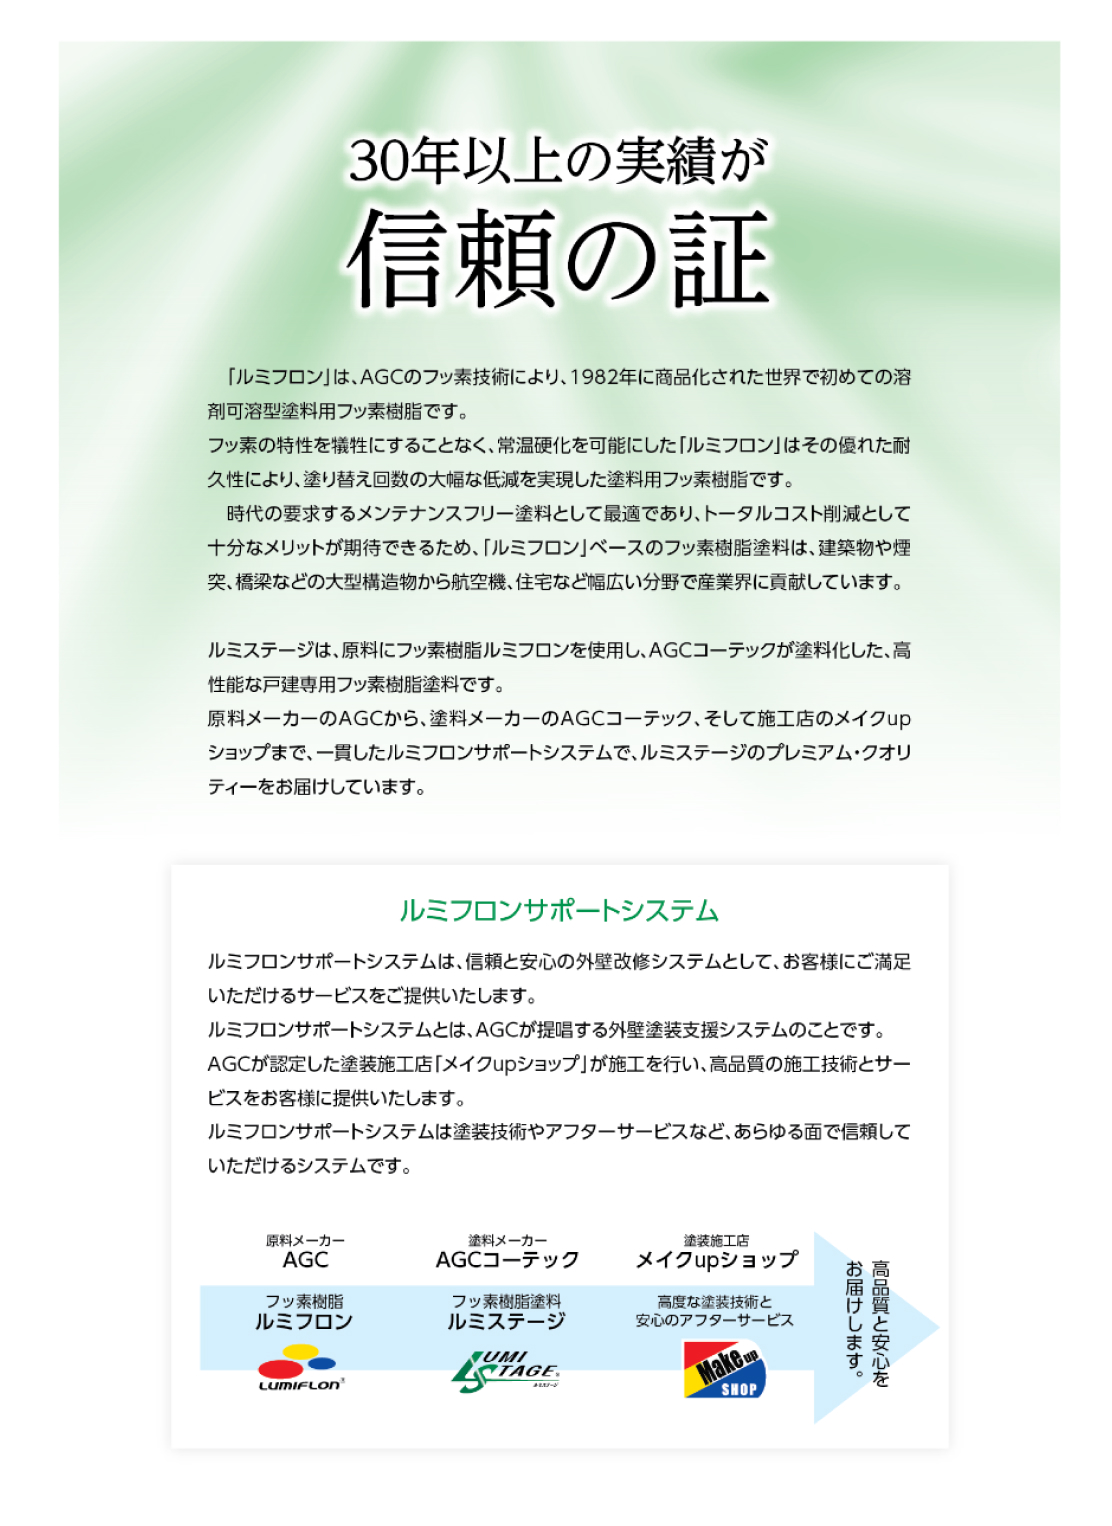 30年以上の実績が
信頼の証
「ルミフロン」は、AGCのフッ素技術により、1982年に商品化された世界で初めての溶
剤可溶型塗料用フッ素樹脂です。
フッ素の特性を犠牲にすることなく、常温硬化を可能にした「ルミフロン」はその優れた耐
久性により、塗り替え回数の大幅な低減を実現した塗料用フッ素樹脂です。
時代の要求するメンテナンスフリー塗料として最適であり、トータルコスト削減として
十分なメリットが期待できるため、「ルミフロン」ベースのフッ素樹脂塗料は、建築物や煙
突、橋梁などの大型構造物から航空機、住宅など幅広い分野で産業界に貢献しています。
ルミステージは、原料にフッ素樹脂ルミフロンを使用し、AGCコーテックが塗料化した、高
性能な戸建専用フッ素樹脂塗料です。
原料メーカーのAGCから、塗料メーカーのAGCコーテック、そして施工店のメイクup
ショップまで、一貫したルミフロンサポートシステムで、ルミステージのプレミアム・クオリ
ティーをお届けしています。
ルミフロンサポートシステム
ルミフロンサポートシステムは、信頼と安心の外壁改修システムとして、お客様にご満足
いただけるサービスをご提供いたします。
ルミフロンサポートシステムとは、AGCが提唱する外壁塗装支援システムのことです。
AGCが認定した塗装施工店「メイクupショップ」が施工を行い、高品質の施工技術とサー
ビスをお客様に提供いたします。
ルミフロンサポートシステムは塗装技術やアフターサービスなど、あらゆる面で信頼して
いただけるシステムです。
原料メーカー
AGC
フッ素樹脂
ルミフロン
LUMIFLON®
塗料メーカー
AGCコーテック
フッ素樹脂塗料
ルミステージ
LUMI
STAGE®
ルミステージ
塗装施工店
メイクupショップ
高度な塗装技術と
安心のアフターサービス
Make up
SHOP
高品質と安心を
お届けします。